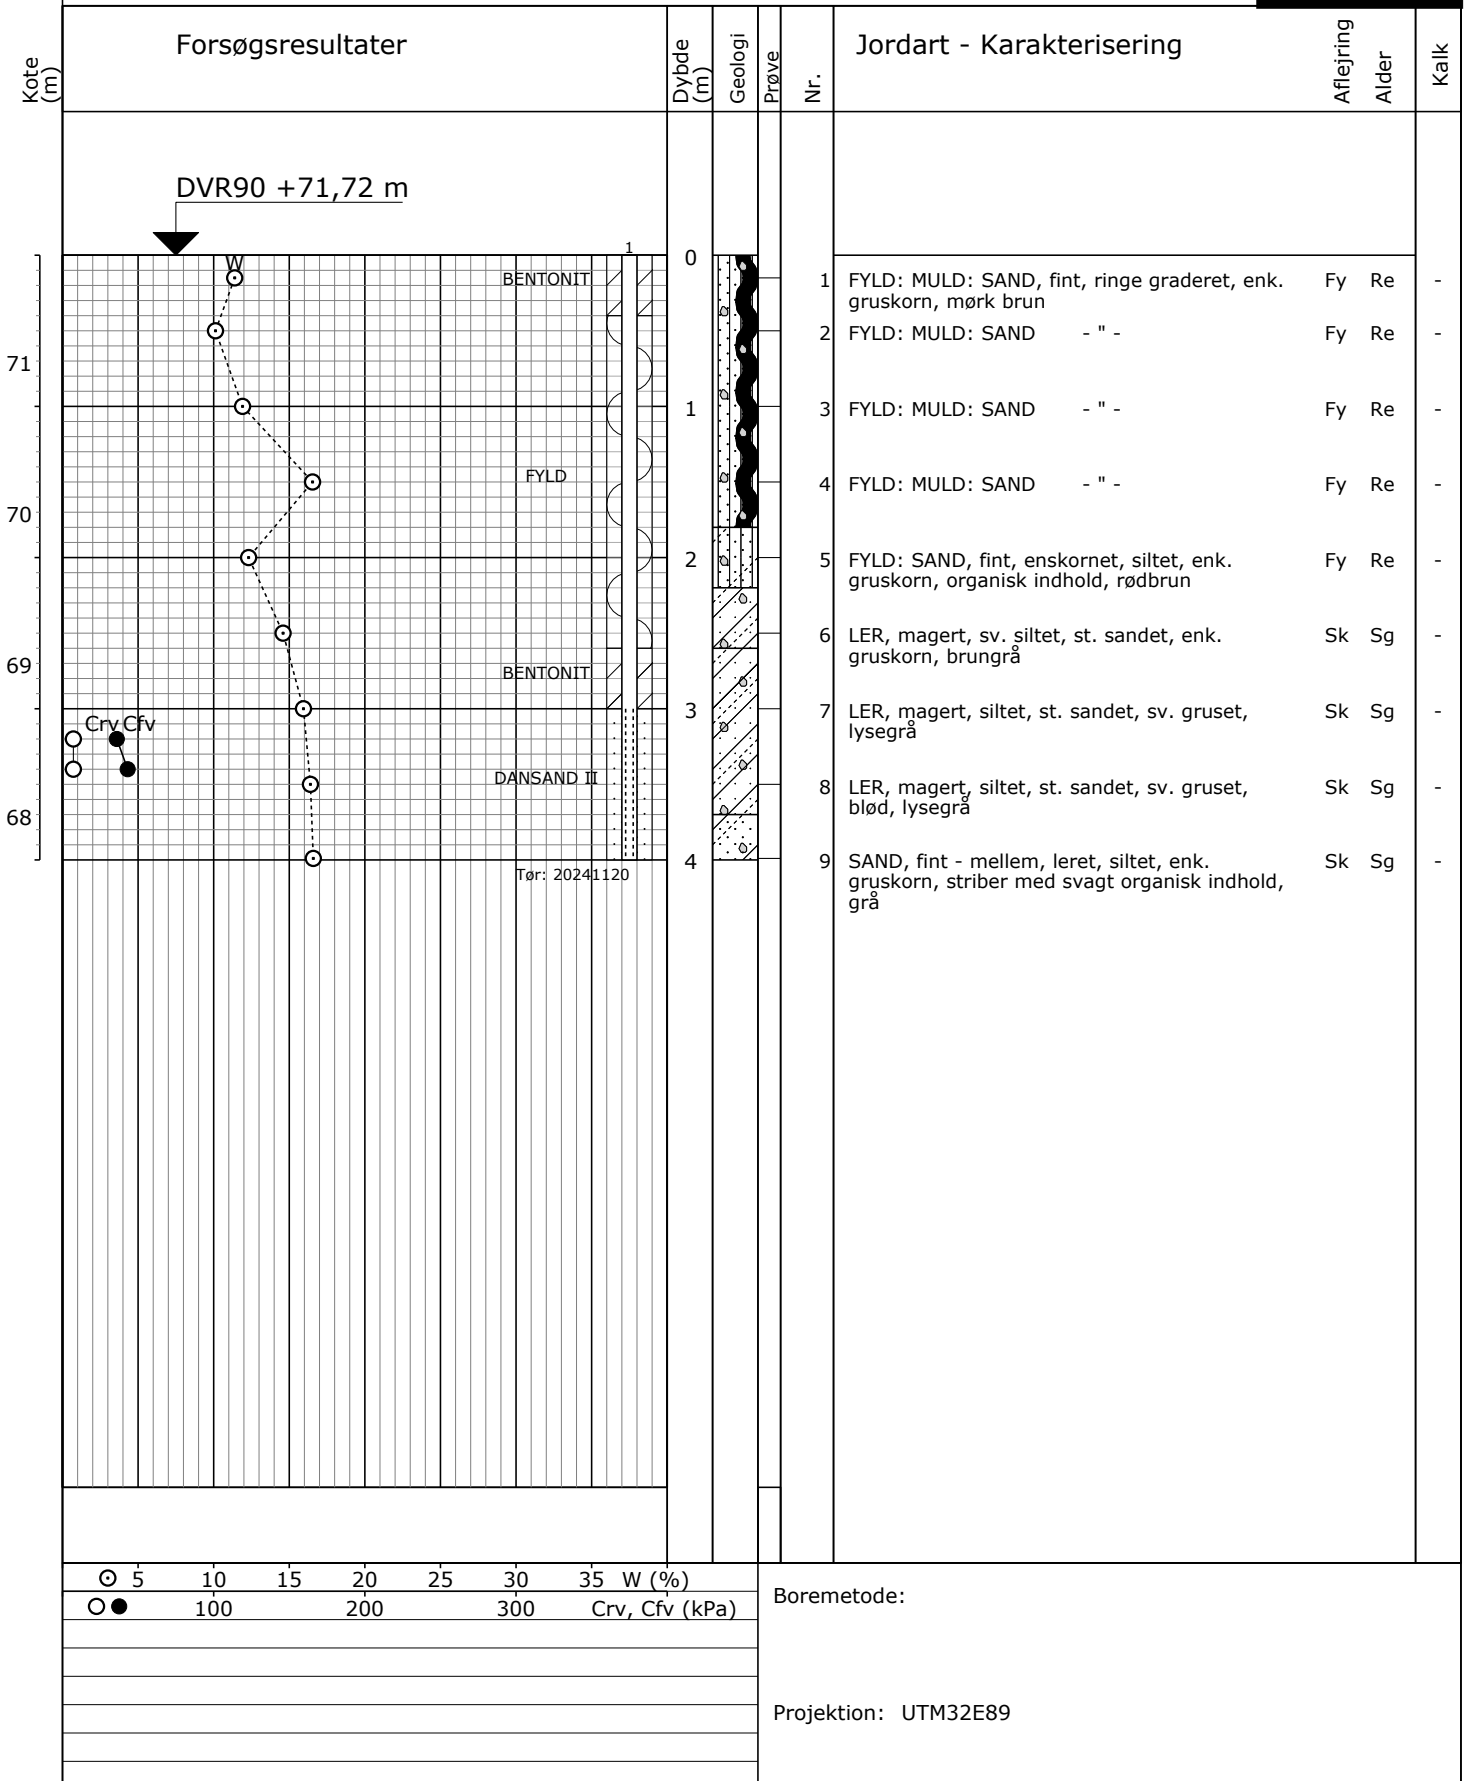 Kote (m)
Forsøgsresultater
Dybde (m)
Geologi
Prøve
Nr.
Jordart - Karakterisering
Aflejring
Alder
Kalk
DVR90 +71,72 m
1
W
0
BENTONIT
1 FYLD: MULD: SAND, fint, ringe graderet, enk. Fy Re -
gruskorn, mørk brun
2 FYLD: MULD: SAND - " - Fy Re -
71
1
3 FYLD: MULD: SAND - " - Fy Re -
FYLD
4 FYLD: MULD: SAND - " - Fy Re -
70
2
5 FYLD: SAND, fint, enskornet, siltet, enk. Fy Re -
gruskorn, organisk indhold, rødbrun
6 LER, magert, sv. siltet, st. sandet, enk. Sk Sg -
gruskorn, brungrå
69
BENTONIT
3
7 LER, magert, siltet, st. sandet, sv. gruset, Sk Sg -
lysegrå
Crv Cfv
DANSAND II
8 LER, magert, siltet, st. sandet, sv. gruset, Sk Sg -
blød, lysegrå
68
4
9 SAND, fint - mellem, leret, siltet, enk. Sk Sg -
gruskorn, striber med svagt organisk indhold,
grå
Tør: 20241120
5 10 15 20 25 30 35 W (%)
100 200 300 Crv, Cfv (kPa)
Boremetode:
Projektion: UTM32E89